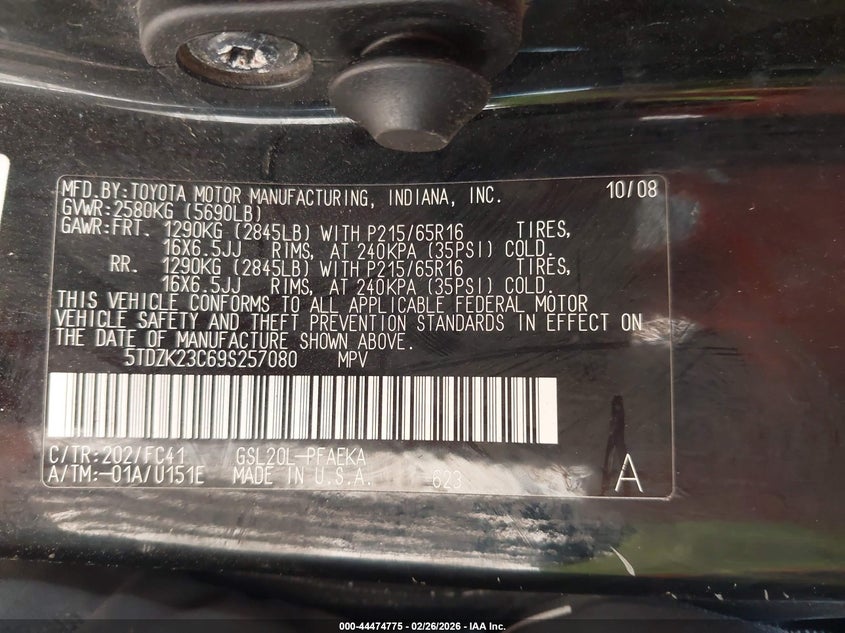 MFD.BY:TOYOTA MOTOR MANUFACTURING, INDIANA, INC. 10/08
GVWR:2580KG (5690LB)
GAWR:FRT. 1290KG (2845LB) WITH P215/65R16 TIRES,
16X6.5JJ RIMS, AT 240KPA (35PSI) COLD.
RR. 1290KG (2845LB) WITH P215/65R16 TIRES,
16X6.5JJ RIMS, AT 240KPA (35PSI) COLD.
THIS VEHICLE CONFORMS TO ALL APPLICABLE FEDERAL MOTOR
VEHICLE SAFETY AND THEFT PREVENTION STANDARDS IN EFFECT ON
THE DATE OF MANUFACTURE SHOWN ABOVE.
5TDZK23C69S257080 MPV
C/TR:202/FC41 GSL20L-PFAEKA
A/TM:-01A/U151E MADE IN U.S.A. 623 A
000-44474775 - 02/26/2026 - IAA Inc.